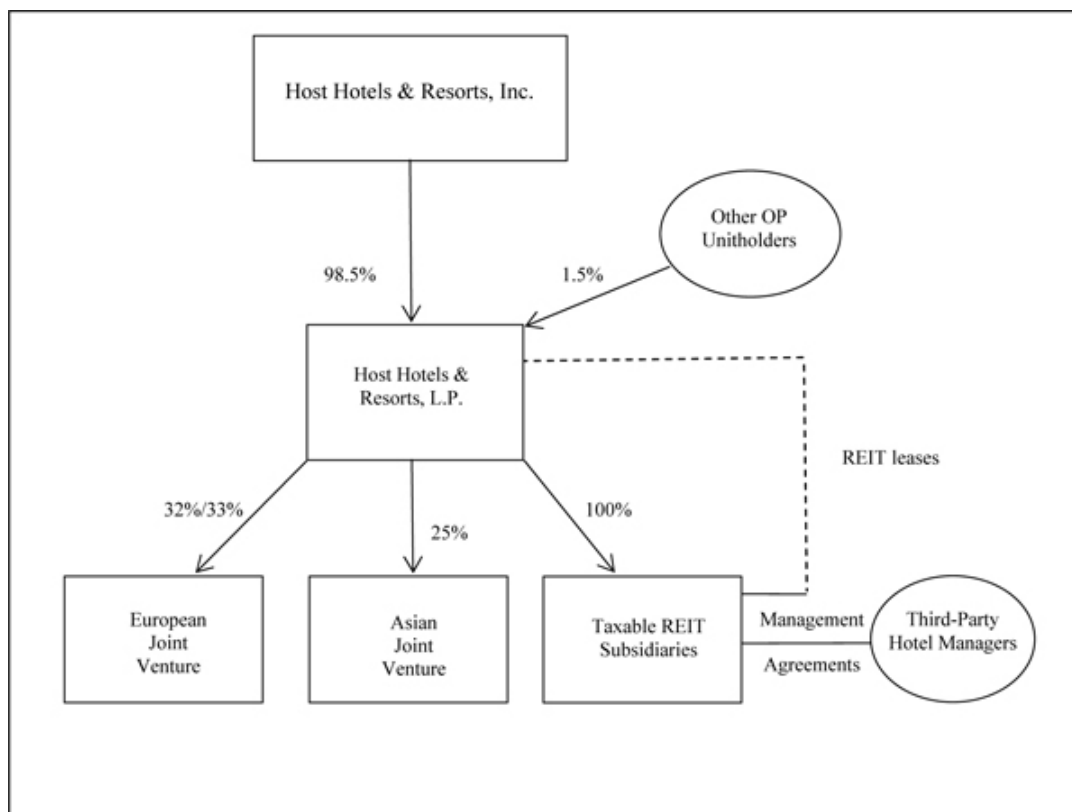 Host Hotels & Resorts, Inc.
Other OP
Unitholders
98.5%
1.5%
Host Hotels &
Resorts, L.P.
REIT leases
32%/33%
25%
100%
European
Joint
Venture
Asian
Joint
Venture
Taxable REIT
Subsidiaries
Management
Agreements
Third-Party
Hotel Managers